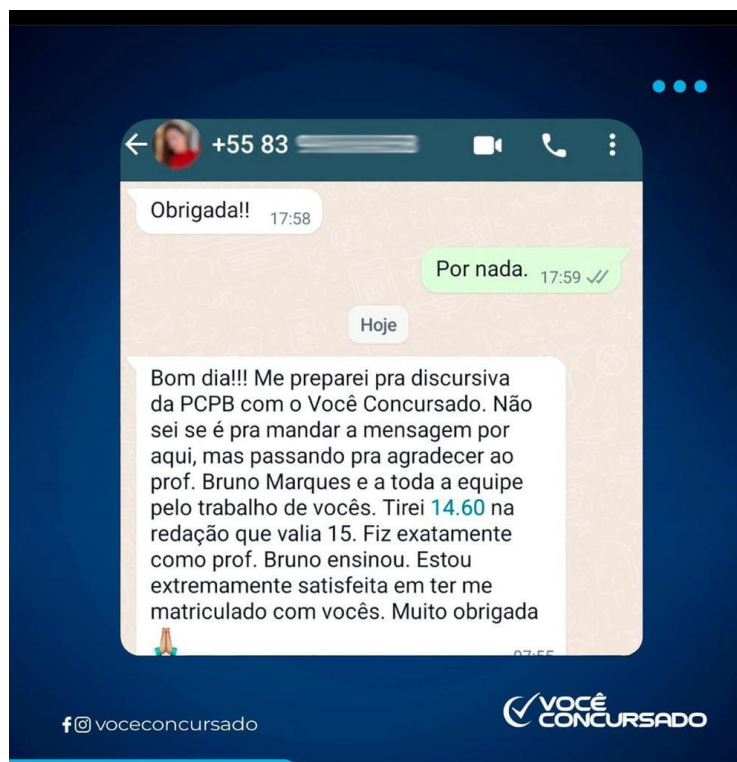 +55 83
Obrigada!! 17:58
Por nada. 17:59
Hoje
Bom dia!!! Me preparei pra discursiva
da PCPB com o Você Concursado. Não
sei se é pra mandar a mensagem por
aqui, mas passando pra agradecer ao
prof. Bruno Marques e a toda a equipe
pelo trabalho de vocês. Tirei 14.60 na
redação que valia 15. Fiz exatamente
como prof. Bruno ensinou. Estou
extremamente satisfeita em ter me
matriculado com vocês. Muito obrigada
07:55
voceconcursado
VOCÊ
CONCURSADO